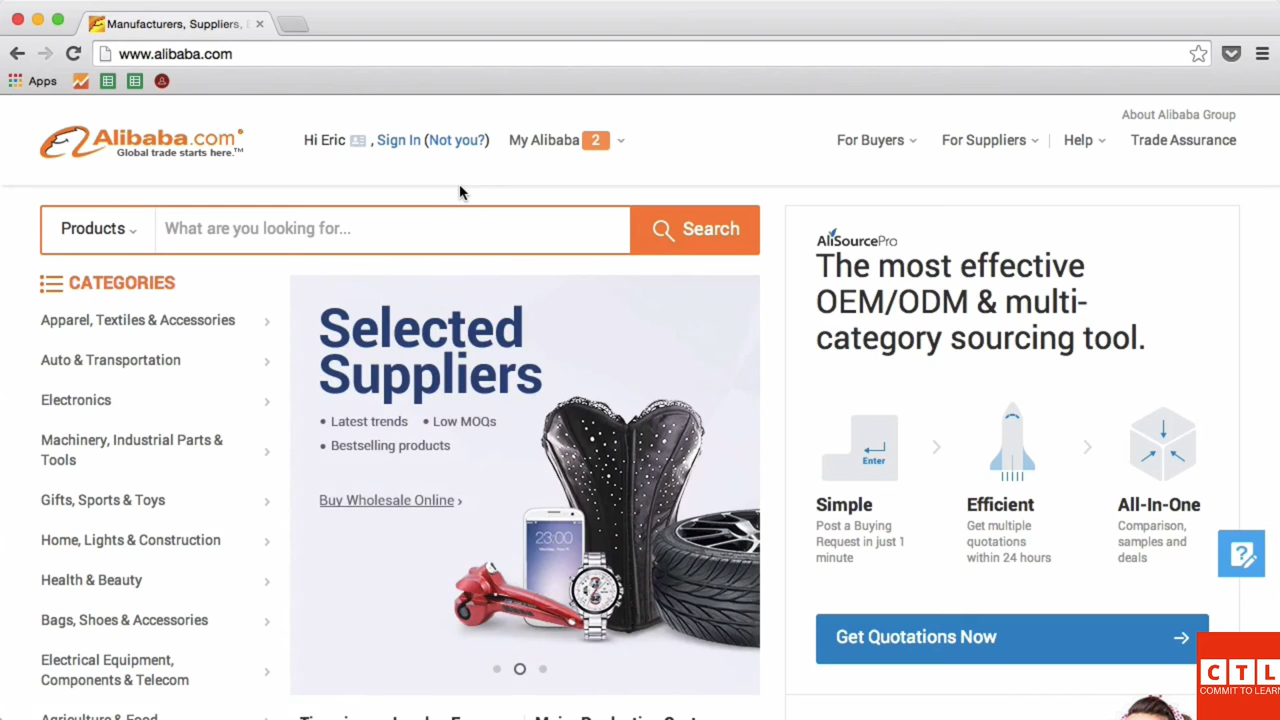 Manufacturers, Suppliers,
www.alibaba.com
Apps
About Alibaba Group
Alibaba.com
Global trade starts here.™
Hi Eric , Sign In (Not you?) My Alibaba 2
For Buyers For Suppliers Help Trade Assurance
Products What are you looking for... Search
CATEGORIES
Apparel, Textiles & Accessories
Auto & Transportation
Electronics
Machinery, Industrial Parts &
Tools
Gifts, Sports & Toys
Home, Lights & Construction
Health & Beauty
Bags, Shoes & Accessories
Electrical Equipment,
Components & Telecom
Agriculture & Food
Selected
Suppliers
• Latest trends • Low MOQs
• Bestselling products
Buy Wholesale Online ›
23:00
AliSourcePro
The most effective
OEM/ODM & multi-
category sourcing tool.
Enter
Simple
Post a Buying
Request in just 1
minute
Efficient
Get multiple
quotations
within 24 hours
All-In-One
Comparison,
samples and
deals
Get Quotations Now
CTL
COMMIT TO LEARN